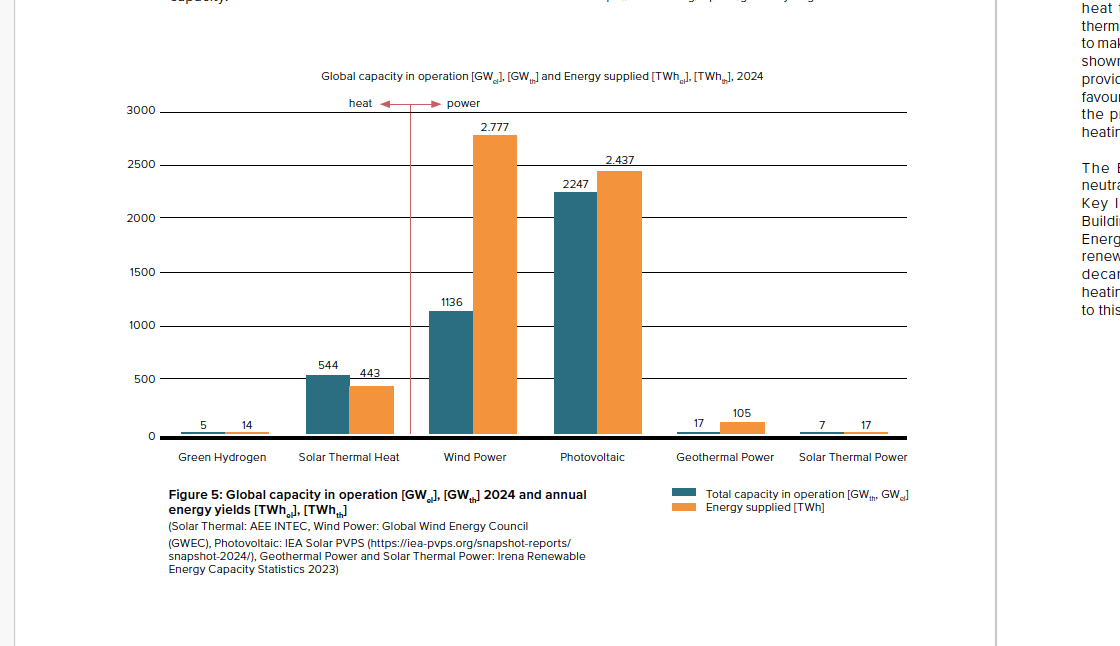 Global capacity in operation [GWel], [GWth] and Energy supplied [TWhel], [TWhth], 2024
heat power
3000
2500
2000
1500
1000
500
0
5 14
544 443
1136 2.777
2247 2.437
17 105
7 17
Green Hydrogen Solar Thermal Heat Wind Power Photovoltaic Geothermal Power Solar Thermal Power
Total capacity in operation [GWth, GWel]
Energy supplied [TWh]
Figure 5: Global capacity in operation [GWel], [GWth] 2024 and annual
energy yields [TWhel], [TWhth]
(Solar Thermal: AEE INTEC, Wind Power: Global Wind Energy Council
(GWEC), Photovoltaic: IEA Solar PVPS (https://iea-pvps.org/snapshot-reports/
snapshot-2024/), Geothermal Power and Solar Thermal Power: Irena Renewable
Energy Capacity Statistics 2023)
heat
therm
to mak
shown
provid
favou
the p
heatin
The
neutra
Key
Buildi
Energ
renew
decar
heatin
to this